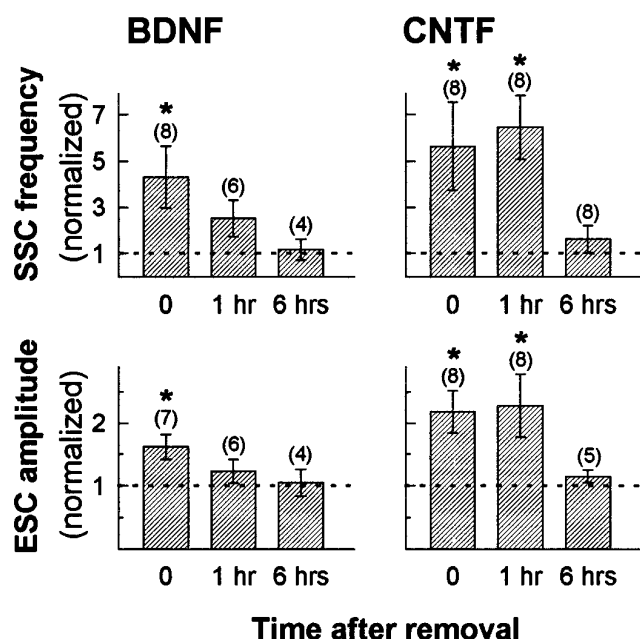 BDNF CNTF
SSC frequency
(normalized)
7
5
3
1
*
(8)
(6)
(4)
*
(8)
*
(8)
(8)
0 1 hr 6 hrs
0 1 hr 6 hrs
ESC amplitude
(normalized)
2
1
*
(7)
(6)
(4)
*
(8)
*
(8)
(5)
0 1 hr 6 hrs
0 1 hr 6 hrs
Time after removal